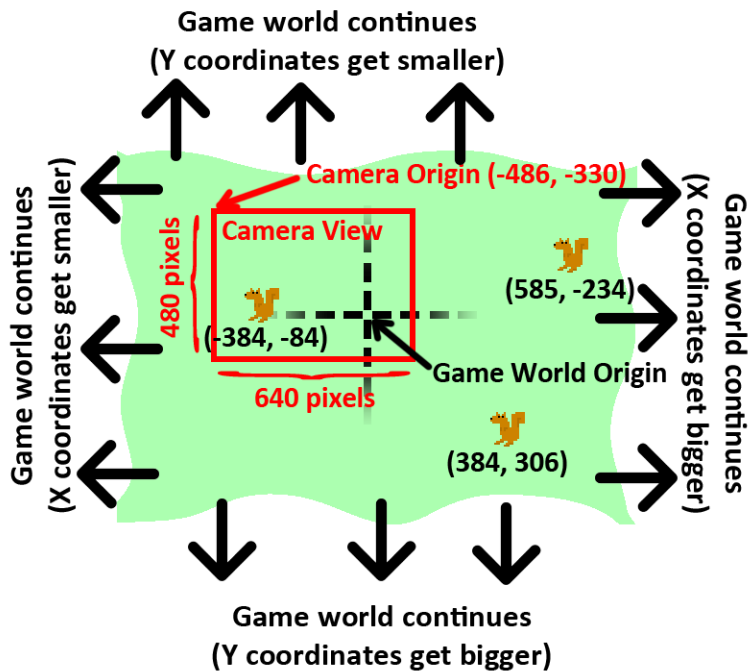 Game world continues
(Y coordinates get smaller)
Game world continues
(X coordinates get smaller)
Camera Origin (-486, -330)
Camera View
480 pixels
(-384, -84)
640 pixels
(585, -234)
Game World Origin
(384, 306)
Game world continues
(X coordinates get bigger)
Game world continues
(Y coordinates get bigger)